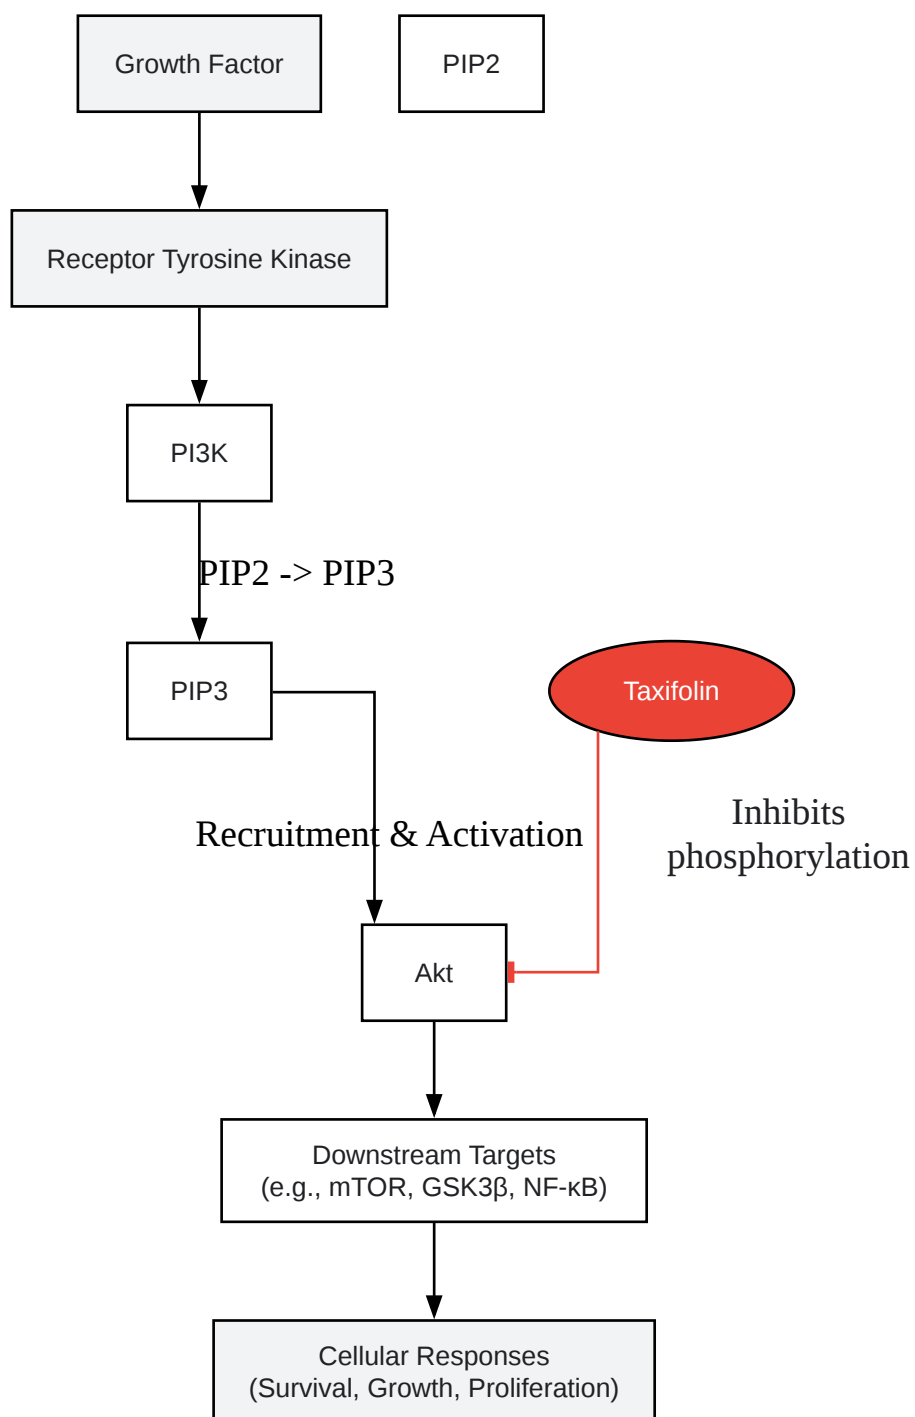 Growth Factor
PIP2
Receptor Tyrosine Kinase
PI3K
PIP2 -> PIP3
PIP3
Taxifolin
Inhibits
phosphorylation
Recruitment & Activation
Akt
Downstream Targets
(e.g., mTOR, GSK3β, NF-κB)
Cellular Responses
(Survival, Growth, Proliferation)